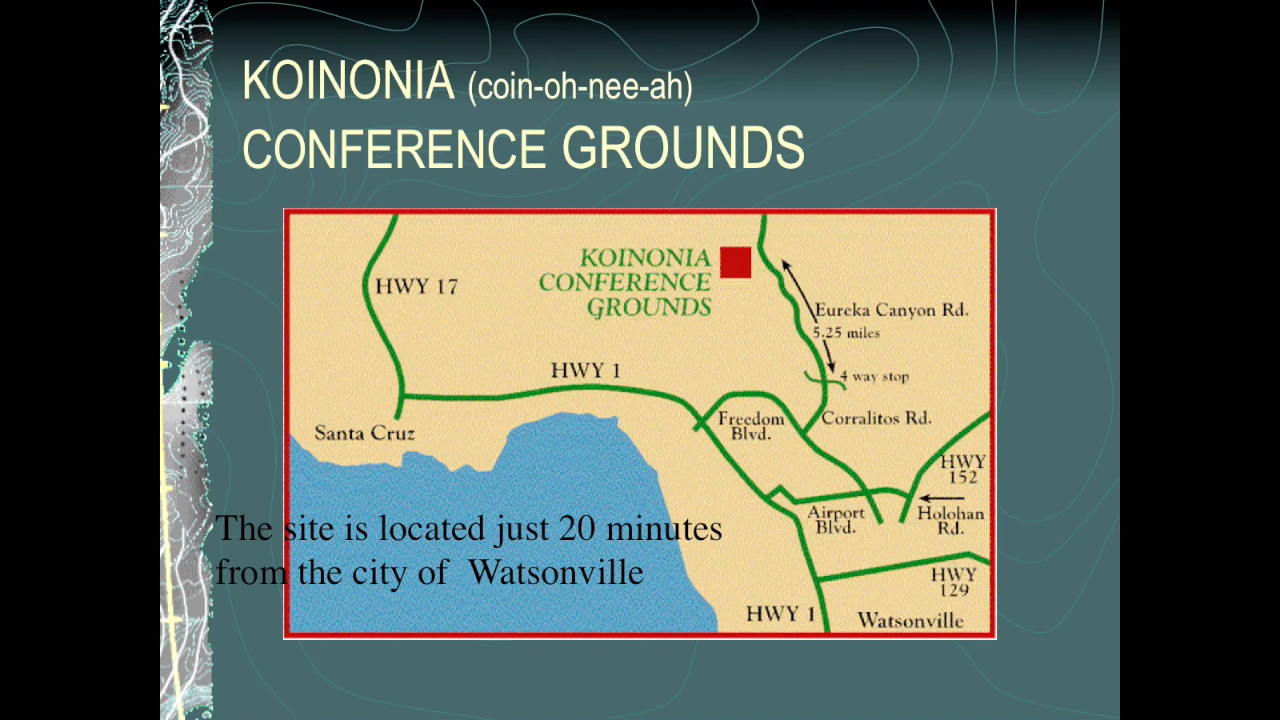 KOINONIA (coin-oh-nee-ah)
CONFERENCE GROUNDS
KOINONIA
CONFERENCE
GROUNDS
HWY 17
Eureka Canyon Rd.
5.25 miles
HWY 1
4 way stop
Santa Cruz
Freedom
Blvd.
Corralitos Rd.
HWY
152
Airport
Blvd.
Holohan
Rd.
The site is located just 20 minutes
from the city of Watsonville
HWY
129
HWY 1
Watsonville